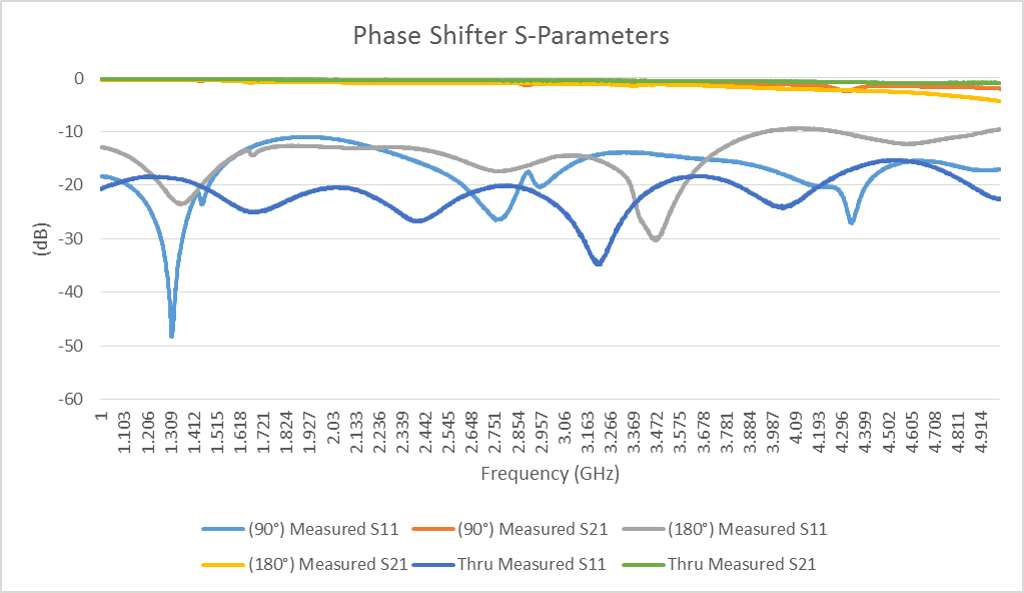 Phase Shifter S-Parameters
0
-10
-20
-30
-40
-50
-60
(dB)
1 1.103 1.206 1.309 1.412 1.515 1.618 1.721 1.824 1.927 2.03 2.133 2.236 2.339 2.442 2.545 2.648 2.751 2.854 2.957 3.06 3.163 3.266 3.369 3.472 3.575 3.678 3.781 3.884 3.987 4.09 4.193 4.296 4.399 4.502 4.605 4.708 4.811 4.914
Frequency (GHz)
(90°) Measured S11 (90°) Measured S21 (180°) Measured S11
(180°) Measured S21 Thru Measured S11 Thru Measured S21